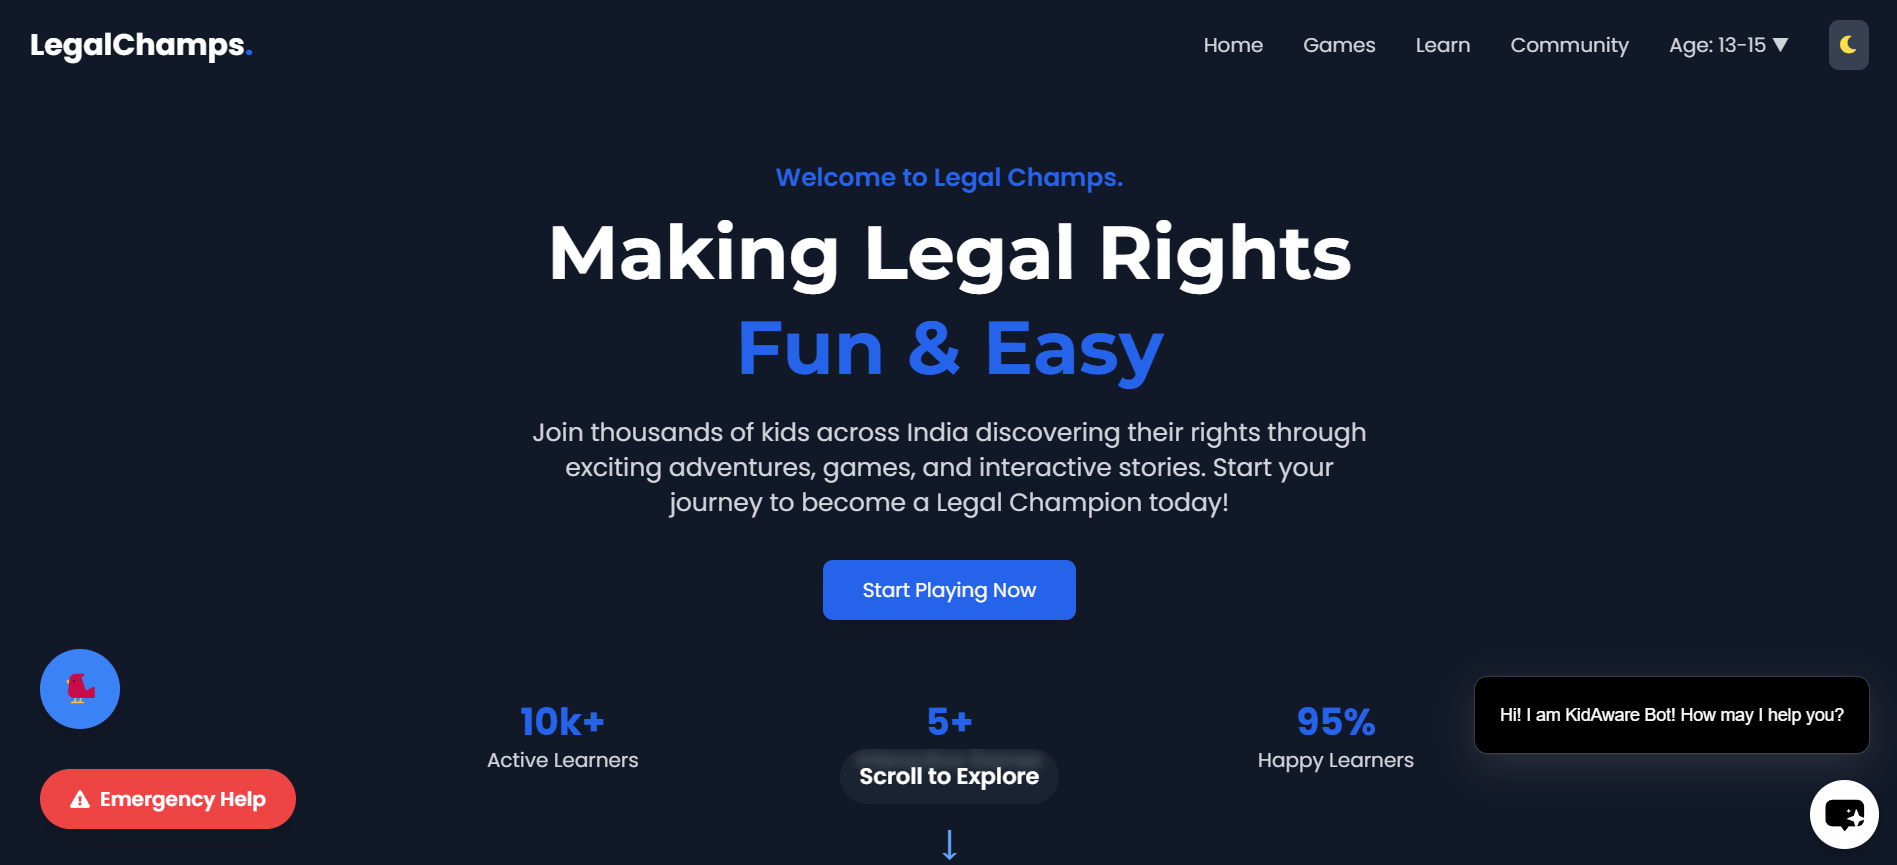 LegalChamps.
Home
Games
Learn
Community
Age: 13-15 ▼
Welcome to Legal Champs.
Making Legal Rights
Fun & Easy
Join thousands of kids across India discovering their rights through
exciting adventures, games, and interactive stories. Start your
journey to become a Legal Champion today!
Start Playing Now
10k+
Active Learners
5+
95%
Happy Learners
Scroll to Explore
↓
Hi! I am KidAware Bot! How may I help you?
Emergency Help